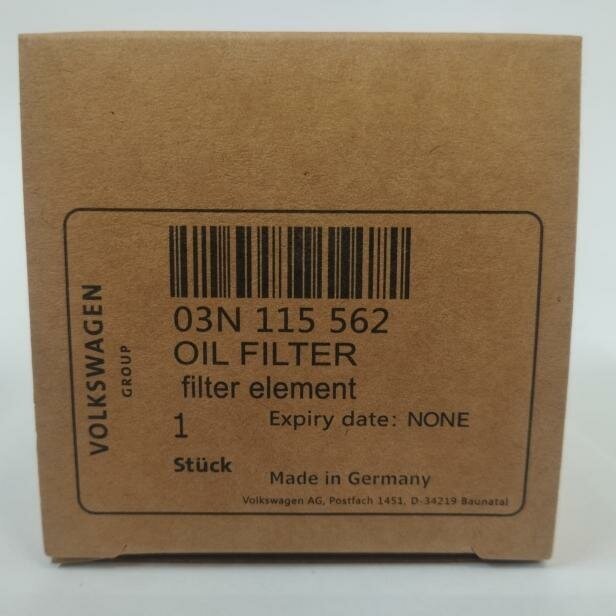 VOLKSWAGEN
GROUP
03N 115 562
OIL FILTER
filter element
1
Expiry date: NONE
Stück
Made in Germany
Volkswagen AG, Postfach 1451, D-34219 Baunatal